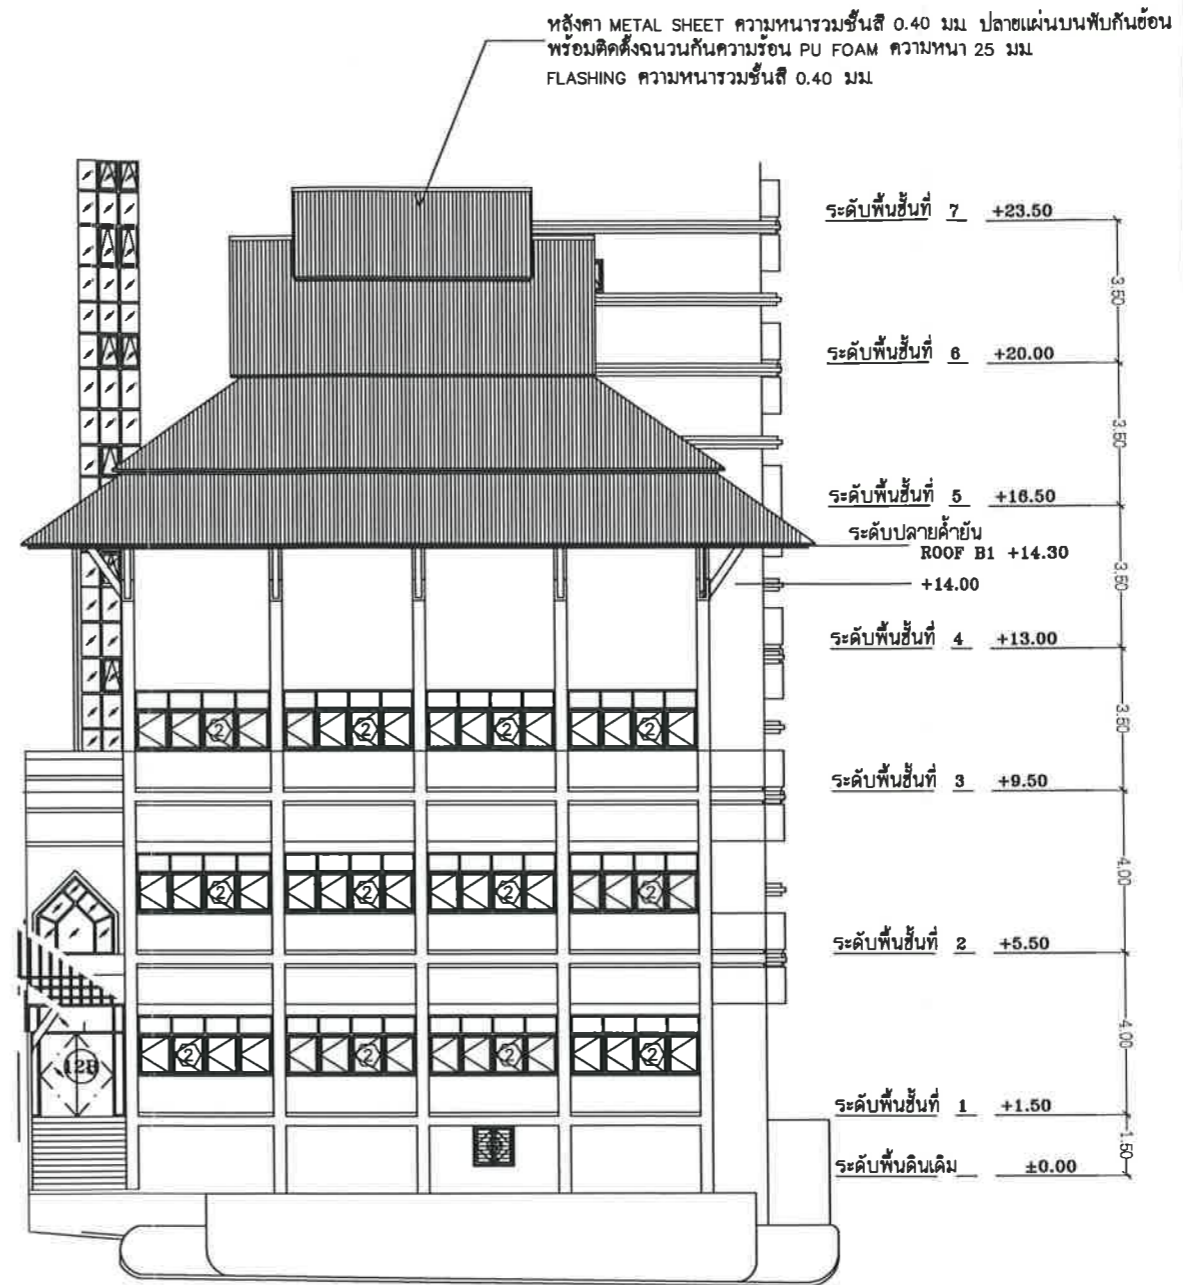 หลังคา METAL SHEET ความหนารวมชั้นสี 0.40 มม. ปลายแผ่นบนพับกันย้อน
พร้อมติดตั้งฉนวนกันความร้อน PU FOAM ความหนา 25 มม.
FLASHING ความหนารวมชั้นสี 0.40 มม.
ระดับพื้นชั้นที่ 7 +23.50
3.50
ระดับพื้นชั้นที่ 6 +20.00
3.50
ระดับพื้นชั้นที่ 5 +16.50
ระดับปลายค้ำยัน
ROOF B1 +14.30
3.50
+14.00
ระดับพื้นชั้นที่ 4 +13.00
3.50
2 2 2 2
ระดับพื้นชั้นที่ 3 +9.50
4.00
2 2 2 2
ระดับพื้นชั้นที่ 2 +5.50
4.00
2 2 2 2
12B
ระดับพื้นชั้นที่ 1 +1.50
1.50
ระดับพื้นดินเดิม ±0.00